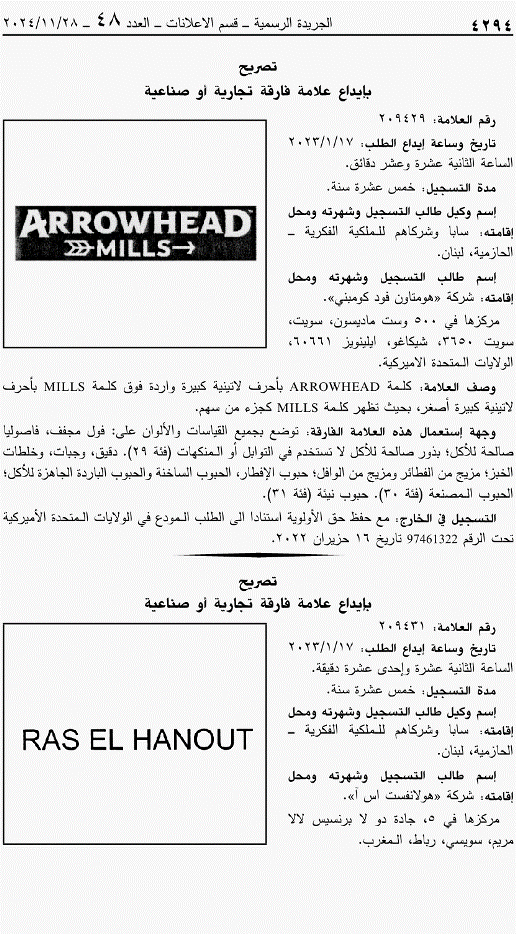 ٤٢٩٤
الجريدة الرسمية ــ قسم الاعلانات ــ العدد ٤٨ ــ ٢٠٢٤/١١/٢٨
تصريح
بإيداع علامة فارقة تجارية أو صناعية
رقم العلامة: ٢٠٩٤٢٩
تاريخ وساعة إيداع الطلب: ٢٠٢٣/١/١٧
الساعة الثانية عشرة وعشر دقائق.
مدة التسجيل: خمس عشرة سنة.
إسم وكيل طالب التسجيل وشهرته ومحل
إقامته: سابا وشركاهم للملكية الفكرية ــ
الحازمية، لبنان.
إسم طالب التسجيل وشهرته ومحل
إقامته: شركة «هومتاون فود كومبني».
مركزها في ٥٠٠ وست ماديسون، سويت،
سويت ٣٦٥٠، شيكاغو، ايلينويز ٦٠٦٦١،
الولايات المتحدة الاميركية.
ARROWHEAD
MILLS
وصف العلامة: كلمة ARROWHEAD بأحرف لاتينية كبيرة واردة فوق كلمة MILLS بأحرف
لاتينية كبيرة أصغر، بحيث تظهر كلمة MILLS كجزء من سهم.
وجهة إستعمال هذه العلامة الفارقة: توضع بجميع القياسات والألوان على: فول مجفف، فاصوليا
صالحة للأكل؛ بذور صالحة للأكل لا تستخدم في التوابل أو المنكهات (فئة ٢٩). دقيق، وجبات، وخلطات
الخبز؛ مزيج من الفطائر ومزيج من الوافل؛ حبوب الإفطار، الحبوب الساخنة والحبوب الباردة الجاهزة للأكل؛
الحبوب المصنعة (فئة ٣٠). حبوب نيئة (فئة ٣١).
التسجيل في الخارج: مع حفظ حق الأولوية استنادا الى الطلب المودع في الولايات المتحدة الأميركية
تحت الرقم 97461322 تاريخ ١٦ حزيران ٢٠٢٢.
تصريح
بإيداع علامة فارقة تجارية أو صناعية
رقم العلامة: ٢٠٩٤٣١
تاريخ وساعة إيداع الطلب: ٢٠٢٣/١/١٧
الساعة الثانية عشرة وإحدى عشرة دقيقة.
مدة التسجيل: خمس عشرة سنة.
إسم وكيل طالب التسجيل وشهرته ومحل
إقامته: سابا وشركاهم للملكية الفكرية ــ
الحازمية، لبنان.
إسم طالب التسجيل وشهرته ومحل
إقامته: شركة «هولانفست اس آ».
مركزها في ٥، جادة دو لا برنسيس لالا
مريم، سويسي، رباط، المغرب.
RAS EL HANOUT